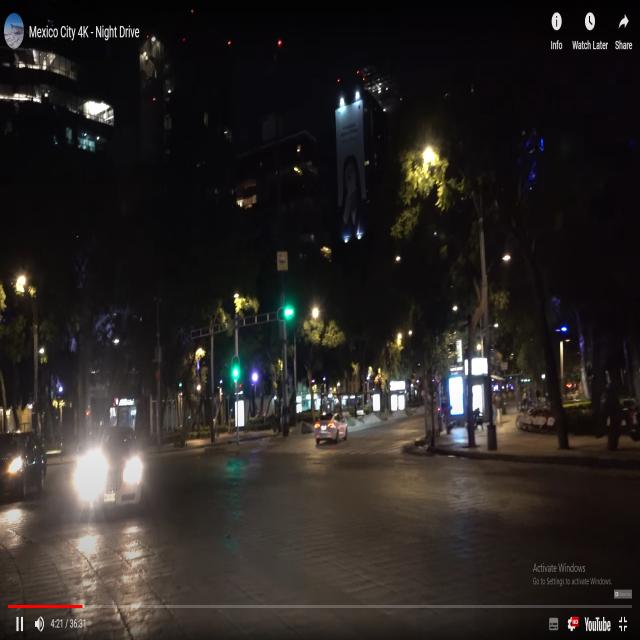 Mexico City 4K - Night Drive
Info
Watch Later
Share
Activate Windows
Go to Settings to activate Windows.
4:21 / 36:31
YouTube